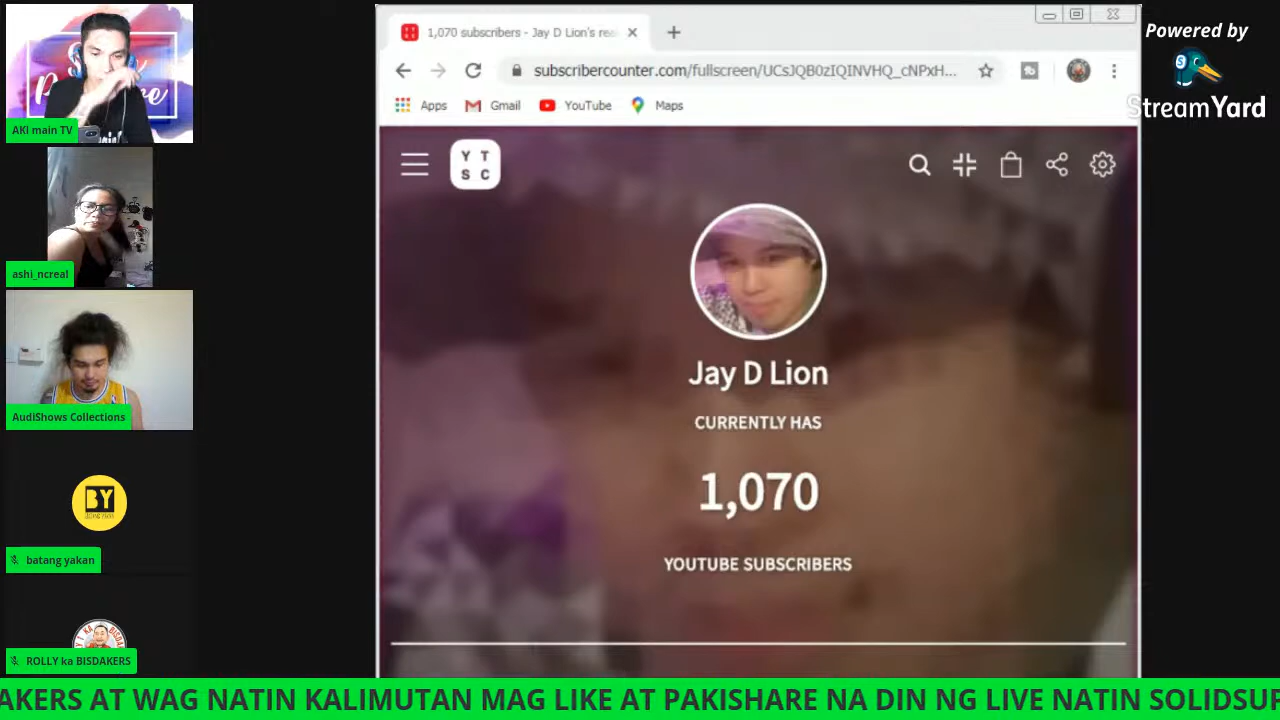 AKI main TV
ashi_ncreal
AudiShows Collections
BY
batang yakan
ROLLY ka BISDAKERS
1,070 subscribers - Jay D Lion's rea
subscribercounter.com/fullscreen/UCsJQB0zIQINVHQ_cNPxH...
Apps
Gmail
YouTube
Maps
Y T
S C
Jay D Lion
CURRENTLY HAS
1,070
YOUTUBE SUBSCRIBERS
Powered by
StreamYard
AKERS AT WAG NATIN KALIMUTAN MAG LIKE AT PAKISHARE NA DIN NG LIVE NATIN SOLIDSUP